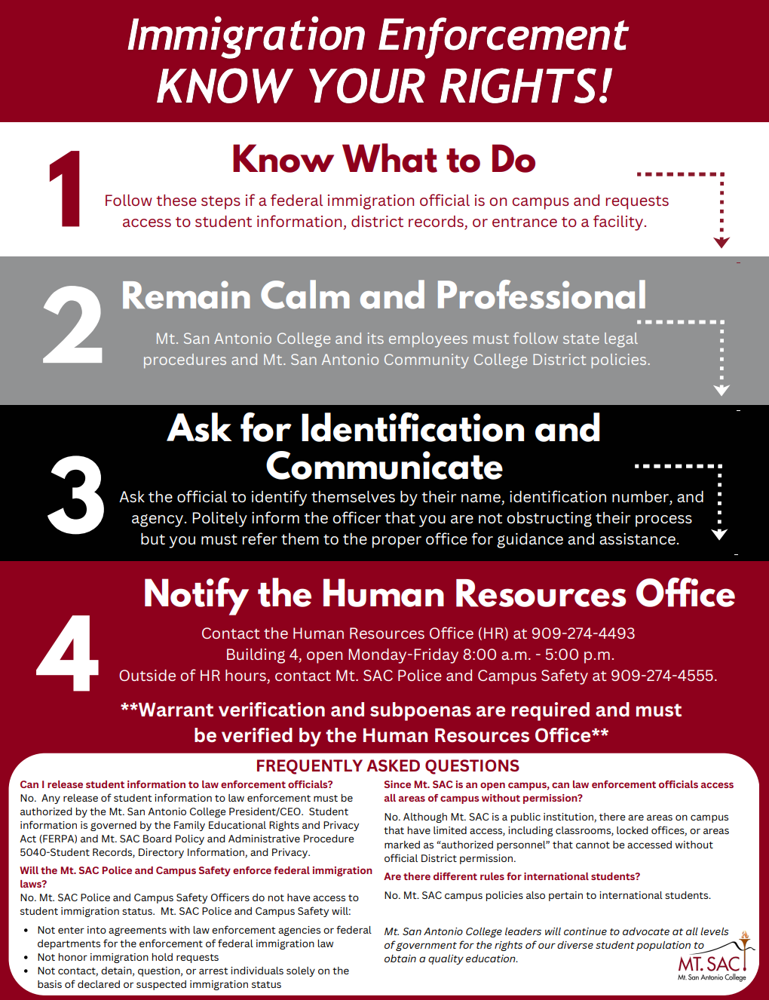 Immigration Enforcement
KNOW YOUR RIGHTS!
1
Know What to Do
Follow these steps if a federal immigration official is on campus and requests
access to student information, district records, or entrance to a facility.
2
Remain Calm and Professional
Mt. San Antonio College and its employees must follow state legal
procedures and Mt. San Antonio Community College District policies.
3
Ask for Identification and
Communicate
Ask the official to identify themselves by their name, identification number, and
agency. Politely inform the officer that you are not obstructing their process
but you must refer them to the proper office for guidance and assistance.
4
Notify the Human Resources Office
Contact the Human Resources Office (HR) at 909-274-4493
Building 4, open Monday-Friday 8:00 a.m. - 5:00 p.m.
Outside of HR hours, contact Mt. SAC Police and Campus Safety at 909-274-4555.
**Warrant verification and subpoenas are required and must
be verified by the Human Resources Office**
FREQUENTLY ASKED QUESTIONS
Can I release student information to law enforcement officials?
No. Any release of student information to law enforcement must be
authorized by the Mt. San Antonio College President/CEO. Student
information is governed by the Family Educational Rights and Privacy
Act (FERPA) and Mt. SAC Board Policy and Administrative Procedure
5040-Student Records, Directory Information, and Privacy.
Will the Mt. SAC Police and Campus Safety enforce federal immigration
laws?
No. Mt. SAC Police and Campus Safety Officers do not have access to
student immigration status. Mt. SAC Police and Campus Safety will:
• Not enter into agreements with law enforcement agencies or federal
departments for the enforcement of federal immigration law
• Not honor immigration hold requests
• Not contact, detain, question, or arrest individuals solely on the
basis of declared or suspected immigration status
Since Mt. SAC is an open campus, can law enforcement officials access
all areas of campus without permission?
No. Although Mt. SAC is a public institution, there are areas on campus
that have limited access, including classrooms, locked offices, or areas
marked as “authorized personnel” that cannot be accessed without
official District permission.
Are there different rules for international students?
No. Mt. SAC campus policies also pertain to international students.
Mt. San Antonio College leaders will continue to advocate at all levels
of government for the rights of our diverse student population to
obtain a quality education.
MT. SAC
Mt. San Antonio College